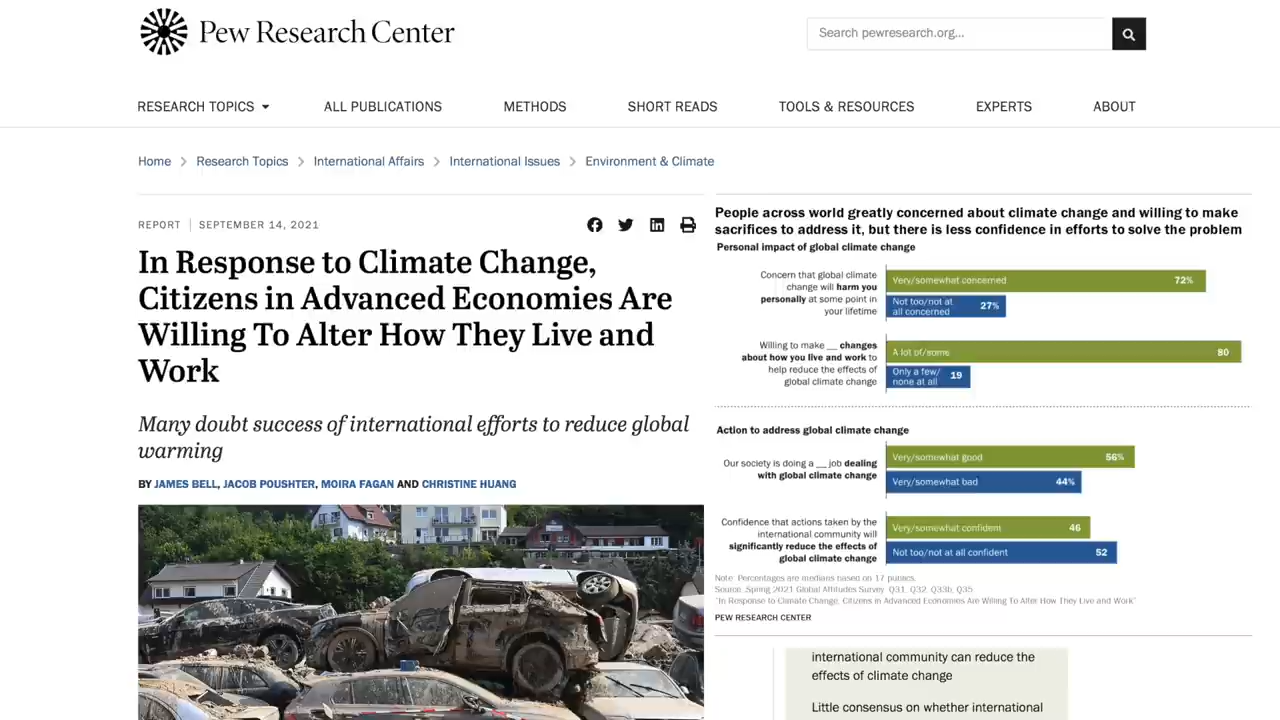 Pew Research Center
Search pewresearch.org...
RESEARCH TOPICS
ALL PUBLICATIONS
METHODS
SHORT READS
TOOLS & RESOURCES
EXPERTS
ABOUT
Home
Research Topics
International Affairs
International Issues
Environment & Climate
REPORT | SEPTEMBER 14, 2021
In Response to Climate Change,
Citizens in Advanced Economies Are
Willing To Alter How They Live and
Work
Many doubt success of international efforts to reduce global
warming
BY JAMES BELL, JACOB POUSHTER, MOIRA FAGAN AND CHRISTINE HUANG
People across world greatly concerned about climate change and willing to make
sacrifices to address it, but there is less confidence in efforts to solve the problem
Personal impact of global climate change
Concern that global climate
change will harm you
personally at some point in
your lifetime
Very/somewhat concerned 72%
Not too/not at
all concerned 27%
Willing to make __ changes
about how you live and work to
help reduce the effects of
global climate change
A lot of/some 80
Only a few/
none at all 19
Action to address global climate change
Our society is doing a __ job dealing
with global climate change
Very/somewhat good 56%
Very/somewhat bad 44%
Confidence that actions taken by the
international community will
significantly reduce the effects of
global climate change
Very/somewhat confident 46
Not too/not at all confident 52
Note: Percentages are medians based on 17 publics.
Source: Spring 2021 Global Attitudes Survey. Q31, Q32, Q33b, Q35.
"In Response to Climate Change, Citizens in Advanced Economies Are Willing To Alter How They Live and Work"
PEW RESEARCH CENTER
international community can reduce the
effects of climate change
Little consensus on whether international